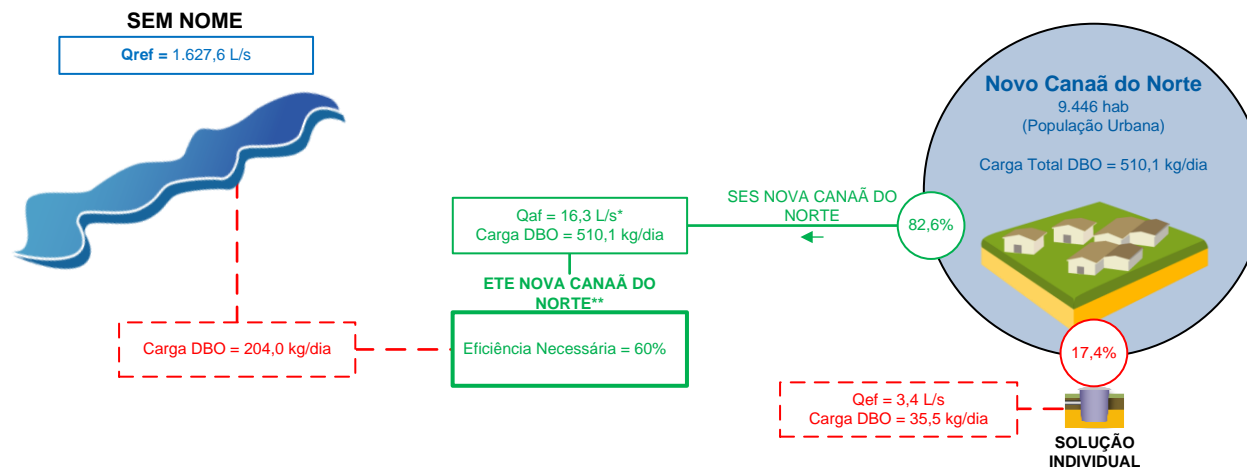 SEM NOME
Qref = 1.627,6 L/s
Novo Canaã do Norte
9.446 hab
(População Urbana)
Carga Total DBO = 510,1 kg/dia
SES NOVA CANAÃ DO
NORTE
82,6%
Qaf = 16,3 L/s*
Carga DBO = 510,1 kg/dia
ETE NOVA CANAÃ DO
NORTE**
Eficiência Necessária = 60%
Carga DBO = 204,0 kg/dia
17,4%
Qef = 3,4 L/s
Carga DBO = 35,5 kg/dia
SOLUÇÃO
INDIVIDUAL